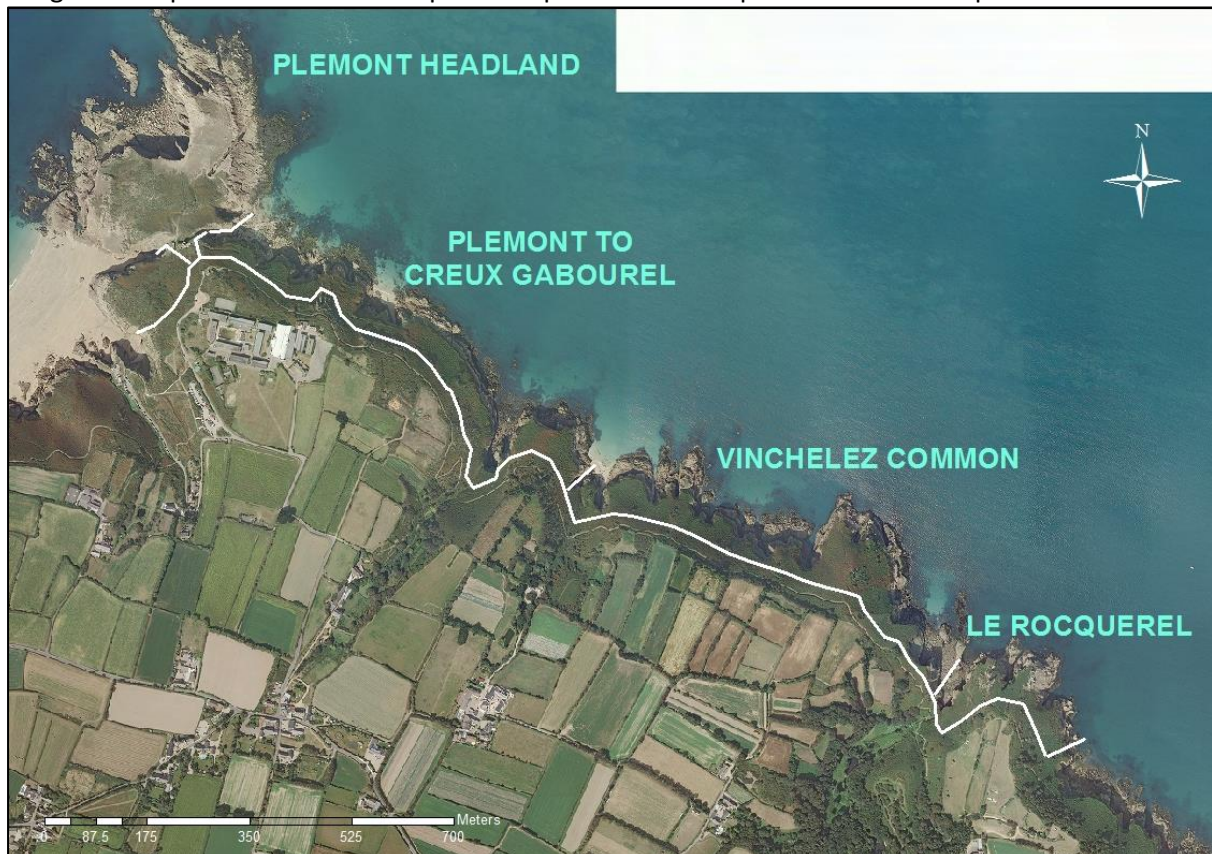 PLEMONT HEADLAND
N
PLEMONT TO
CREUX GABOUREL
VINCHELEZ COMMON
LE ROCQUEREL
Meters
0 87.5 175 350 525 700